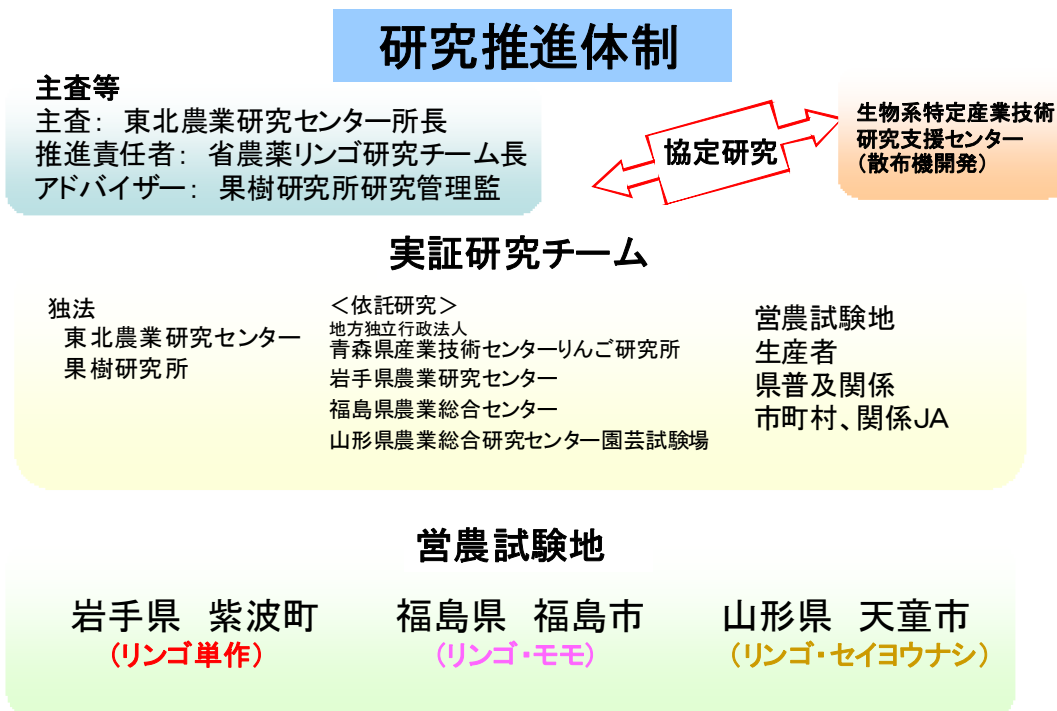 研究推進体制
主査等
主査： 東北農業研究センター所長
推進責任者： 省農薬リンゴ研究チーム長
アドバイザー： 果樹研究所研究管理監
協定研究
生物系特定産業技術
研究支援センター
（散布機開発）
実証研究チーム
独法
東北農業研究センター
果樹研究所
＜依託研究＞
地方独立行政法人
青森県産業技術センターりんご研究所
岩手県農業研究センター
福島県農業総合センター
山形県農業総合研究センター園芸試験場
営農試験地
生産者
県普及関係
市町村、関係JA
営農試験地
岩手県 紫波町
（リンゴ単作）
福島県 福島市
（リンゴ・モモ）
山形県 天童市
（リンゴ・セイヨウナシ）